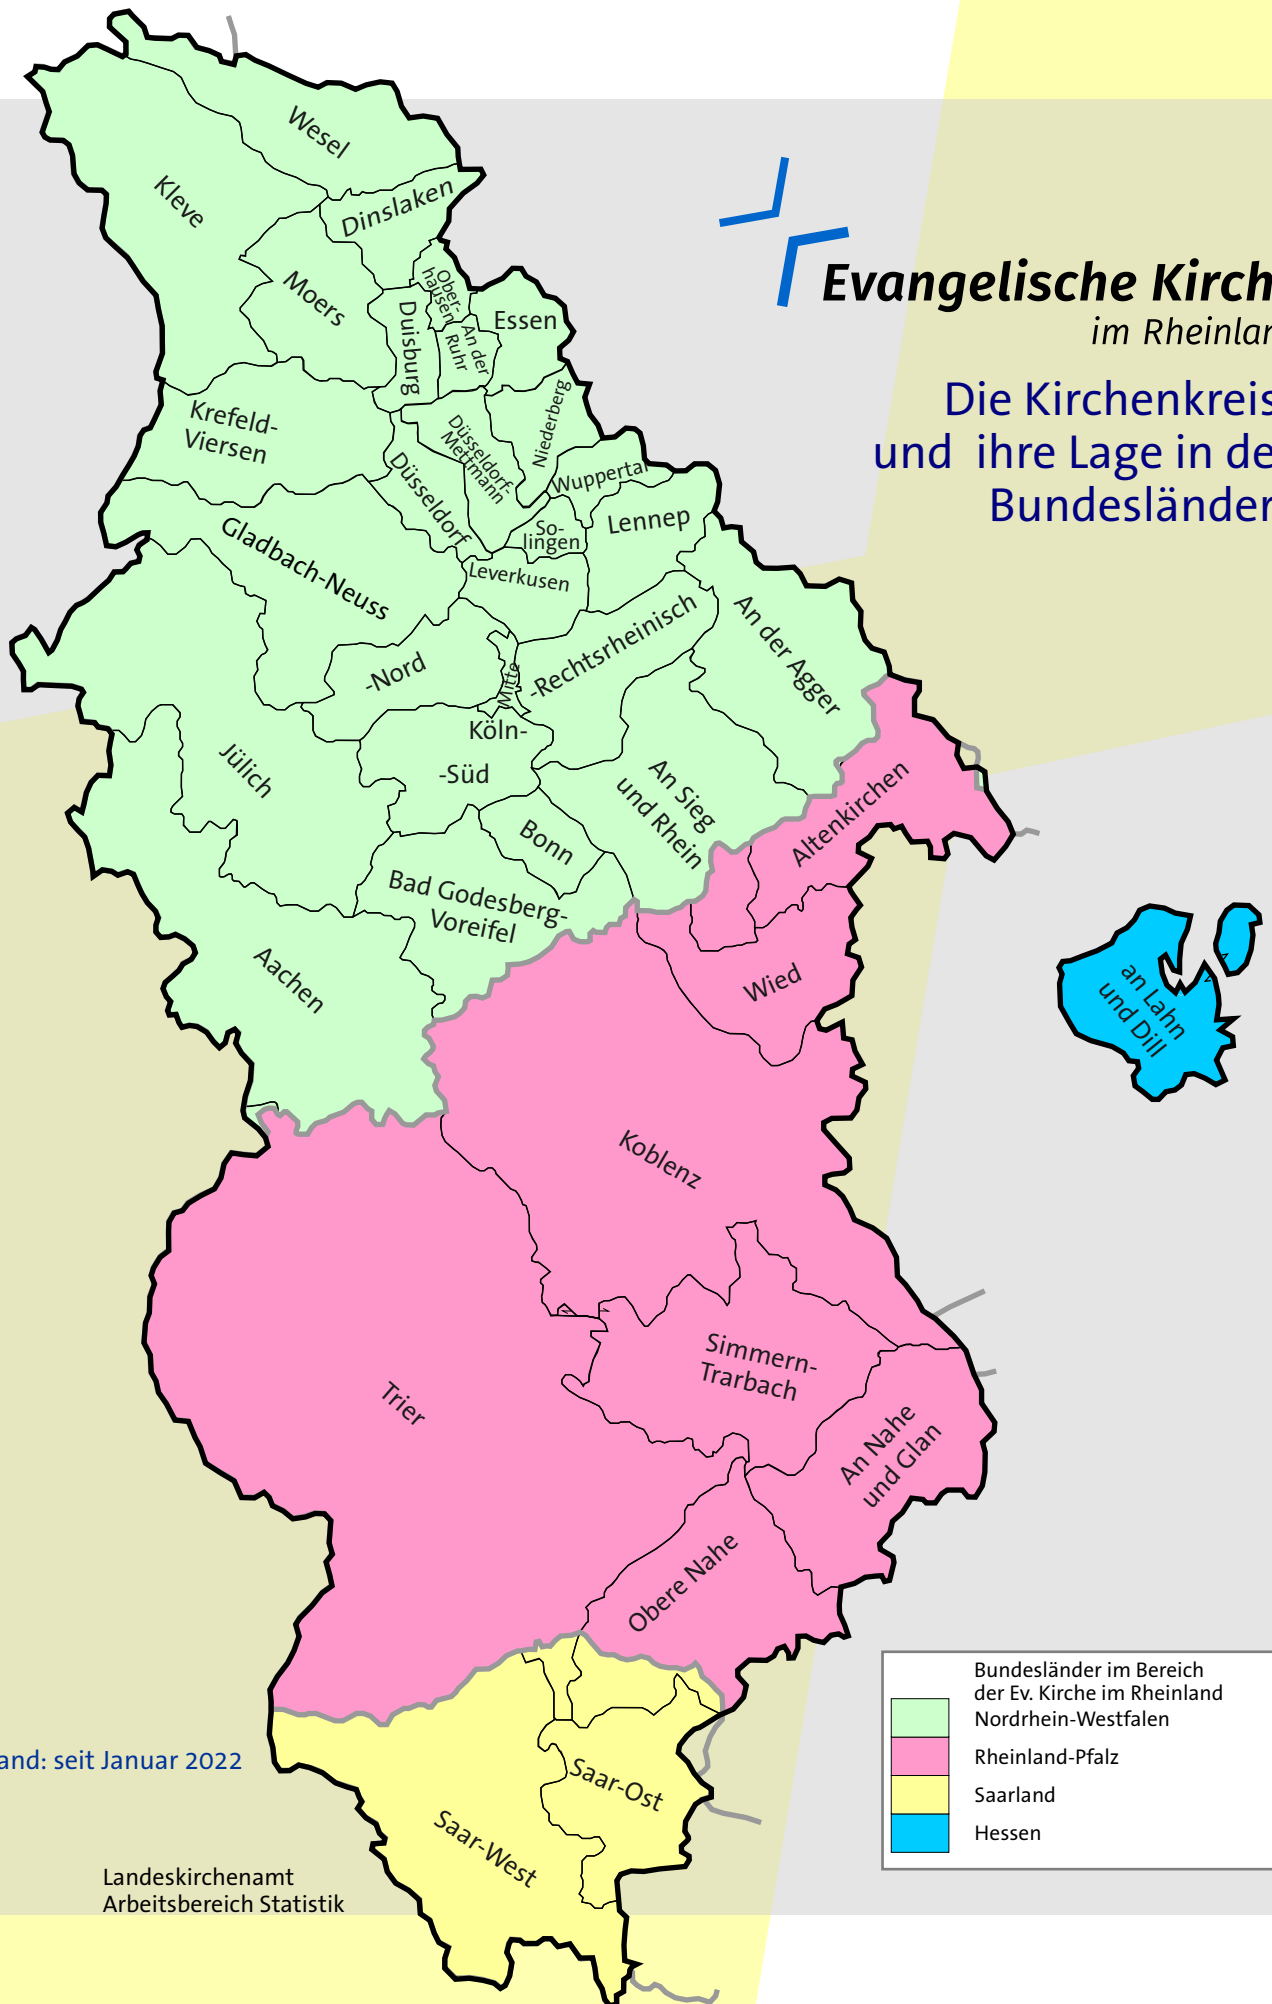 Wesel
Kleve
Dinslaken
Moers
Ober-
hausen
Duisburg
An der
Ruhr
Essen
Evangelische Kirch
im Rheinlan
Die Kirchenkreis
und ihre Lage in de
Bundesländer
Krefeld-
Viersen
Niederberg
Düsseldorf-
Mettmann
Düsseldorf
Wuppertal
Lennep
So-
lingen
Gladbach-Neuss
Leverkusen
An der Agger
-Rechtsrheinisch
-Nord
Mitte
Köln-
-Süd
Jülich
An Sieg
und Rhein
Altenkirchen
Bonn
Bad Godesberg-
Voreifel
Aachen
Wied
an Lahn
und Dill
Koblenz
Simmern-
Trarbach
Trier
An Nahe
und Glan
Obere Nahe
Bundesländer im Bereich
der Ev. Kirche im Rheinland
Nordrhein-Westfalen
Rheinland-Pfalz
Saarland
Hessen
and: seit Januar 2022
Saar-Ost
Saar-West
Landeskirchenamt
Arbeitsbereich Statistik